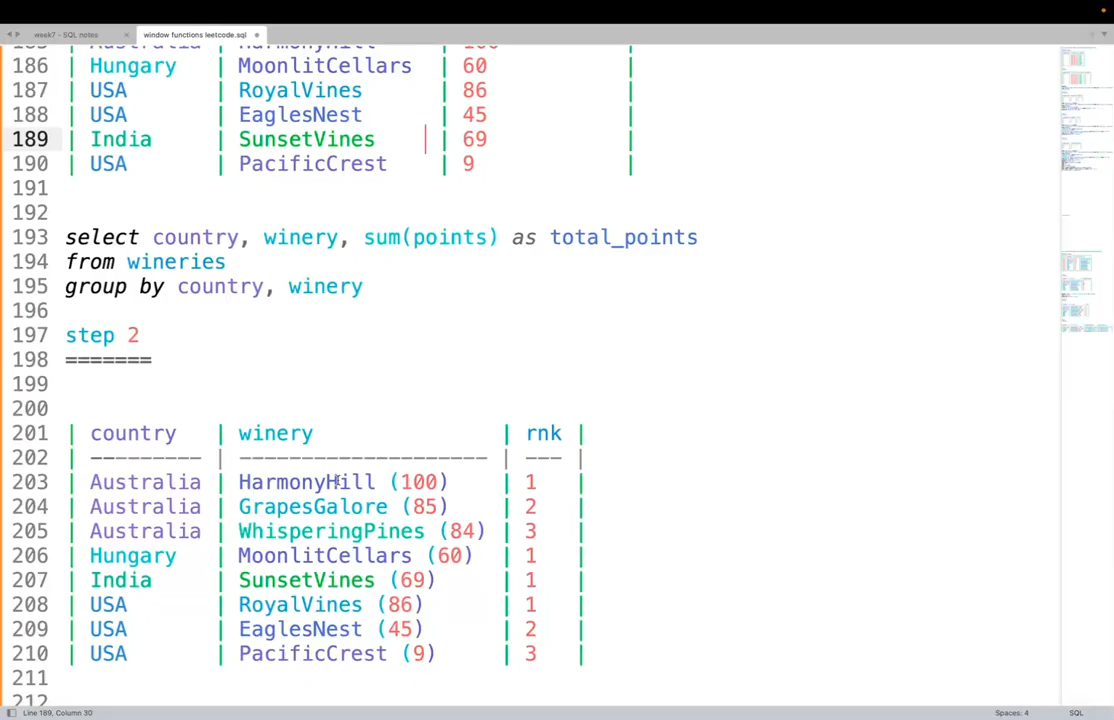 week7 - SQL notes
window functions leetcode.sql
185 | Australia | HarmonyHill | 100 |
186 | Hungary | MoonlitCellars | 60 |
187 | USA | RoyalVines | 86 |
188 | USA | EaglesNest | 45 |
189 | India | SunsetVines | 69 |
190 | USA | PacificCrest | 9 |
191
192
193 select country, winery, sum(points) as total_points
194 from wineries
195 group by country, winery
196
197 step 2
198 =======
199
200
201 | country | winery | rnk |
202 | --------- | -------------------- | --- |
203 | Australia | HarmonyHill (100) | 1 |
204 | Australia | GrapesGalore (85) | 2 |
205 | Australia | WhisperingPines (84) | 3 |
206 | Hungary | MoonlitCellars (60) | 1 |
207 | India | SunsetVines (69) | 1 |
208 | USA | RoyalVines (86) | 1 |
209 | USA | EaglesNest (45) | 2 |
210 | USA | PacificCrest (9) | 3 |
211
212
Line 189, Column 30
Spaces: 4
SQL